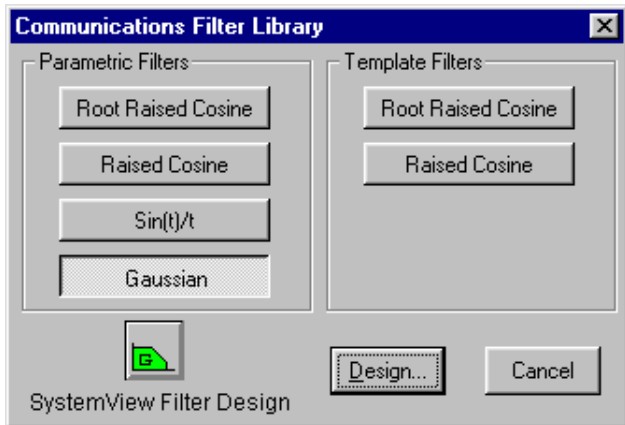 Communications Filter Library
Parametric Filters
Root Raised Cosine
Raised Cosine
Sin(t)/t
Gaussian
Template Filters
Root Raised Cosine
Raised Cosine
G
SystemView Filter Design
Design...
Cancel